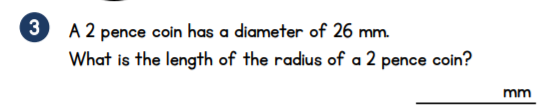 3 A 2 pence coin has a diameter of 26 mm.
What is the length of the radius of a 2 pence coin?
mm